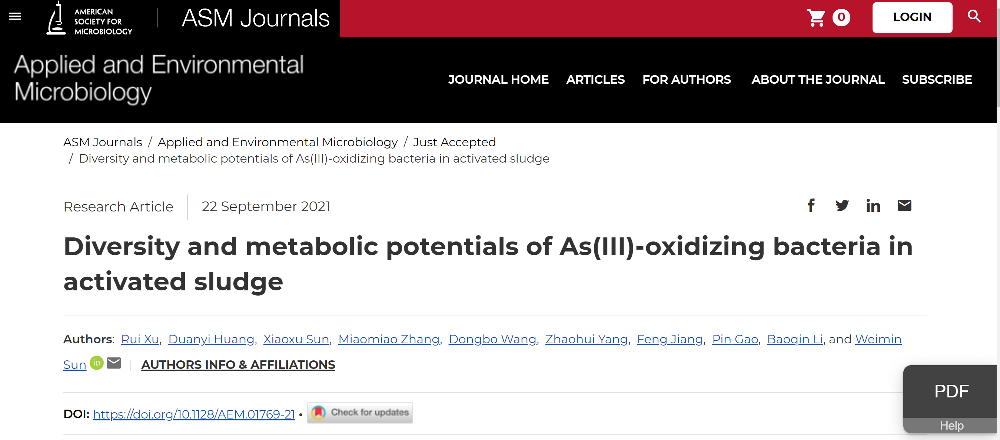 AMERICAN
SOCIETY FOR
MICROBIOLOGY
ASM Journals
0
LOGIN
Applied and Environmental
Microbiology
JOURNAL HOME ARTICLES FOR AUTHORS ABOUT THE JOURNAL SUBSCRIBE
ASM Journals / Applied and Environmental Microbiology / Just Accepted
/ Diversity and metabolic potentials of As(III)-oxidizing bacteria in activated sludge
Research Article
22 September 2021
Diversity and metabolic potentials of As(III)-oxidizing bacteria in
activated sludge
Authors: Rui Xu, Duanyi Huang, Xiaoxu Sun, Miaomiao Zhang, Dongbo Wang, Zhaohui Yang, Feng Jiang, Pin Gao, Baoqin Li, and Weimin
Sun iD AUTHORS INFO & AFFILIATIONS
DOI: https://doi.org/10.1128/AEM.01769-21 • Check for updates
PDF
Help